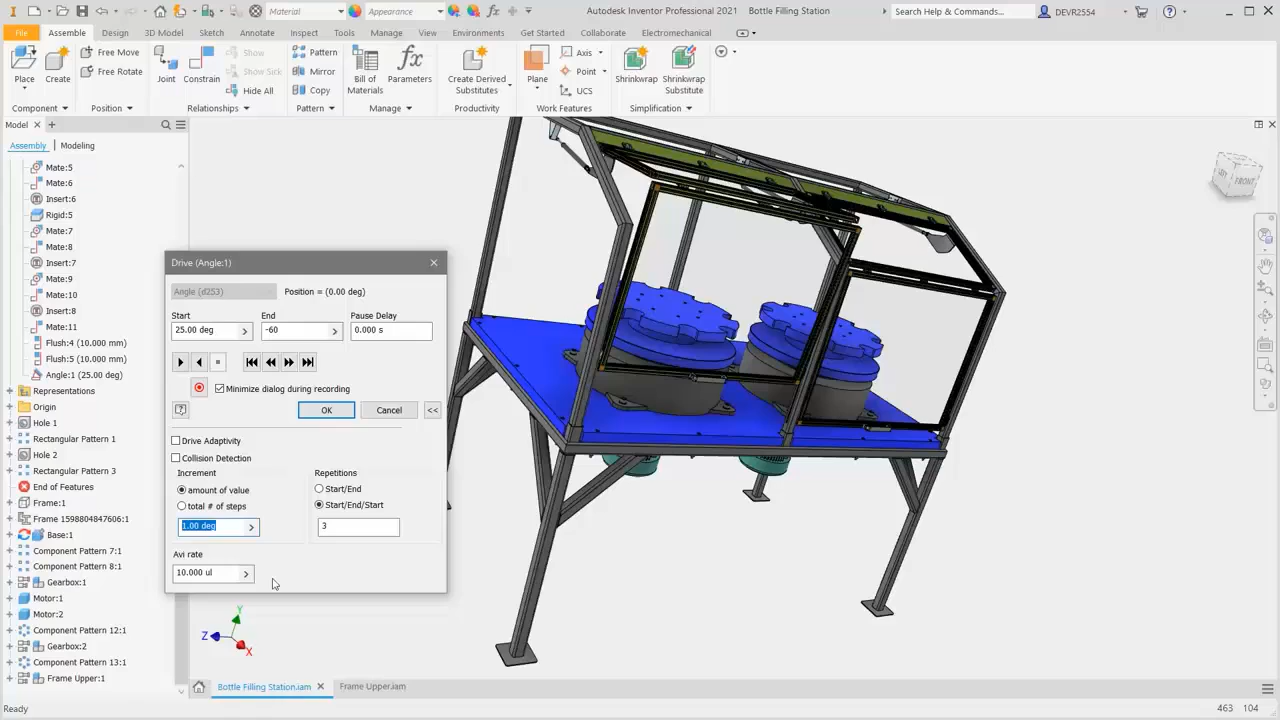 Material
Appearance
Autodesk Inventor Professional 2021
Bottle Filling Station
Search Help & Commands...
DEVR2554
File
Assemble
Design
3D Model
Sketch
Annotate
Inspect
Tools
Manage
View
Environments
Get Started
Collaborate
Electromechanical
Place
Create
Free Move
Free Rotate
Joint
Constrain
Show
Show Sick
Hide All
Pattern
Mirror
Copy
Bill of
Materials
Parameters
Create Derived
Substitutes
Plane
Axis
Point
UCS
Shrinkwrap
Shrinkwrap
Substitute
Component
Position
Relationships
Pattern
Manage
Productivity
Work Features
Simplification
Model
Assembly
Modeling
Mate:5
Mate:6
Insert:6
Rigid:5
Mate:7
Mate:8
Insert:7
Mate:9
Mate:10
Insert:8
Mate:11
Flush:4 (10.000 mm)
Flush:5 (10.000 mm)
Angle:1 (25.00 deg)
Representations
Origin
Hole 1
Rectangular Pattern 1
Hole 2
Rectangular Pattern 3
End of Features
Frame:1
Frame 1598804847606:1
Base:1
Component Pattern 7:1
Component Pattern 8:1
Gearbox:1
Motor:1
Motor:2
Component Pattern 12:1
Gearbox:2
Component Pattern 13:1
Frame Upper:1
Drive (Angle:1)
Angle (d253)
Position = (0.00 deg)
Start
End
Pause Delay
25.00 deg
-60
0.000 s
Minimize dialog during recording
OK
Cancel
<<
Drive Adaptivity
Collision Detection
Increment
Repetitions
amount of value
Start/End
total # of steps
Start/End/Start
1.00 deg
3
Avi rate
10.000 ul
FRONT
Y
Z
X
Bottle Filling Station.iam
Frame Upper.iam
Ready
463
104